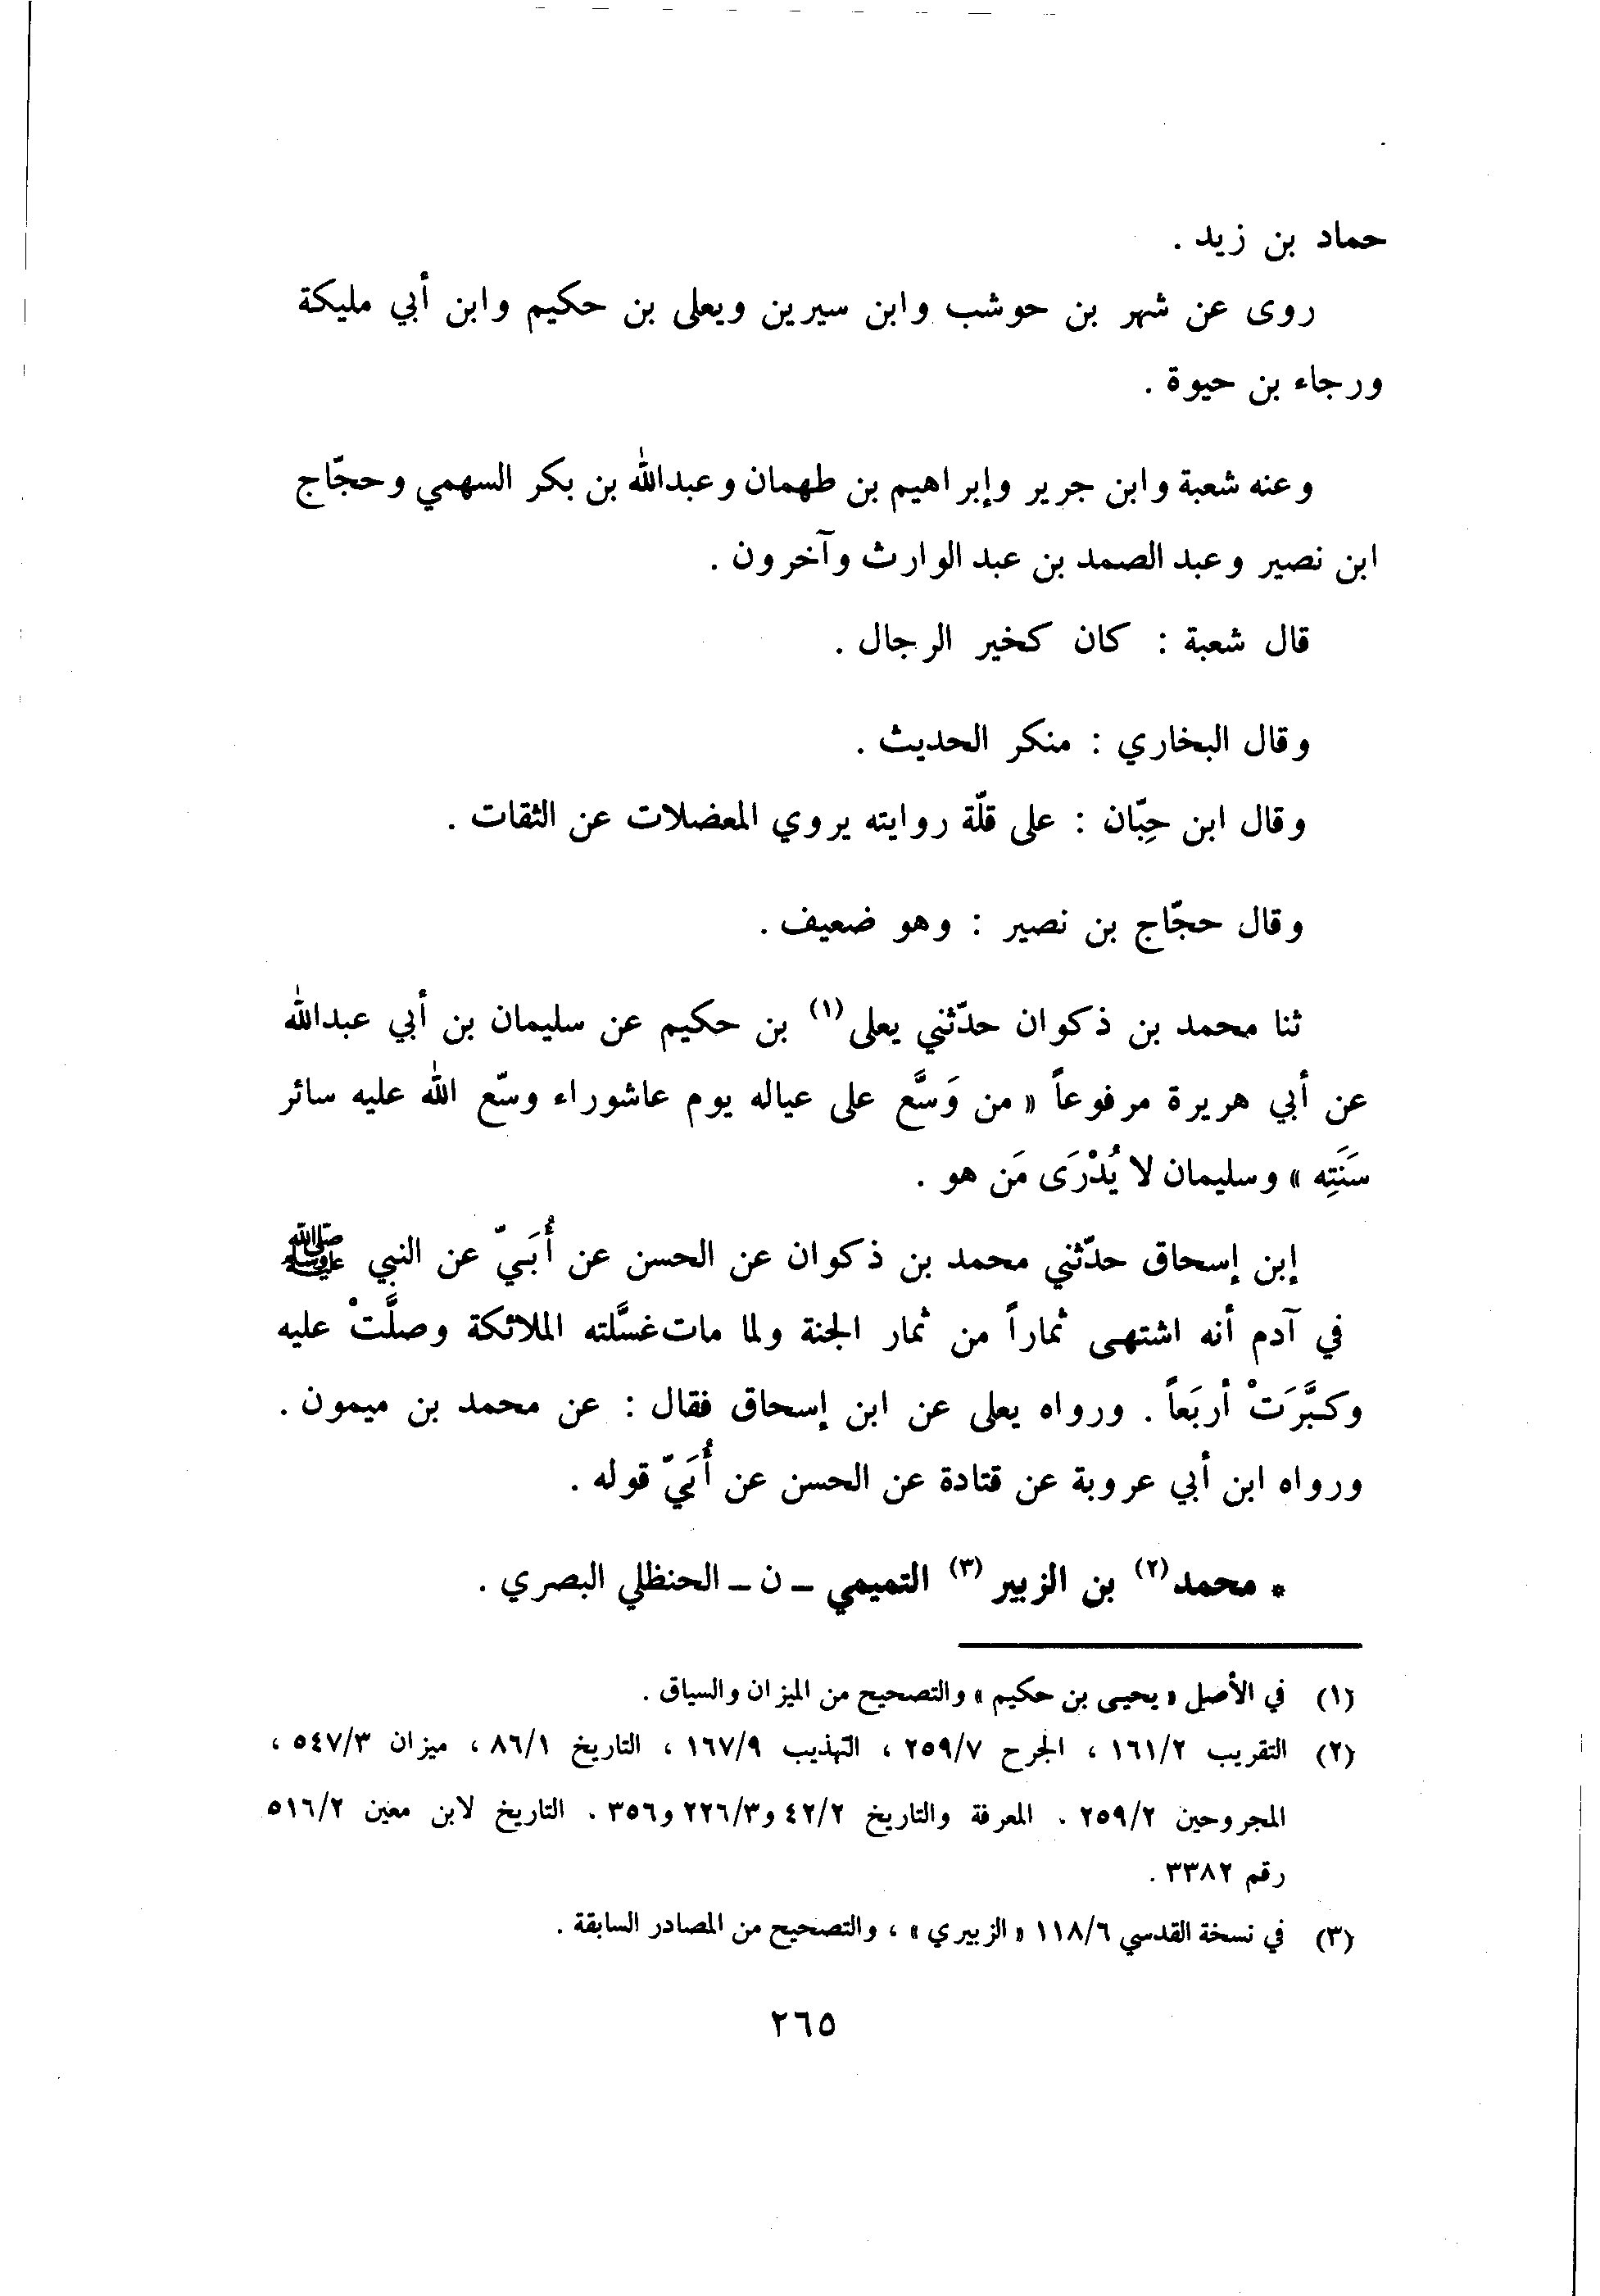 حماد بن زيد .
روى عن شهر بن حوشب وابن سيرين ويعلى بن حكيم وابن أبي مليكة
ورجاء بن حيوة .
وعنه شعبة وابن جرير وإبراهيم بن طهمان وعبدالله بن بكر السهمي وحجّاج
ابن نصير وعبد الصمد بن عبد الوارث وآخرون .
قال شعبة : كان كخير الرجال .
وقال البخاري : منكر الحديث .
وقال ابن حِبّان : على قلّة روايته يروي المعضلات عن الثقات .
وقال حجّاج بن نصير : وهو ضعيف .
ثنا محمد بن ذكوان حدّثني يعلى (١) بن حكيم عن سليمان بن أبي عبدالله
عن أبي هريرة مرفوعاً « من وَسَّع على عياله يوم عاشوراء وسّع الله عليه سائر
سَنَتِه » وسليمان لا يُدْرَى مَن هو .
إبن إسحاق حدّثني محمد بن ذكوان عن الحسن عن أُبَيّ عن النبي ﷺ
في آدم أنه اشتهى ثماراً من ثمار الجنة ولما مات غسَّلته الملائكة وصلَّتْ عليه
وكبَّرَتْ أربَعاً . ورواه يعلى عن ابن إسحاق فقال : عن محمد بن ميمون .
ورواه ابن أبي عروبة عن قتادة عن الحسن عن أُبَيّ قوله .
* محمد (٢) بن الزبير (٣) التميمي – ن – الحنظلي البصري .
(١) في الأصل « يحيى بن حكيم » والتصحيح من الميزان والسياق .
(٢) التقريب ١٦١/٢ ، الجرح ٢٥٩/٧ ، التهذيب ١٦٧/٩ ، التاريخ ٨٦/١ ، ميزان ٥٤٧/٣ ،
المجروحين ٢٥٩/٢ . المعرفة والتاريخ ٤٢/٢ و٢٢٦/٣ و٣٥٦ . التاريخ لابن معين ٥١٦/٢
رقم ٣٣٨٢ .
(٣) في نسخة القدسي ١١٨/٦ « الزبيري » ، والتصحيح من المصادر السابقة .
٢٦٥